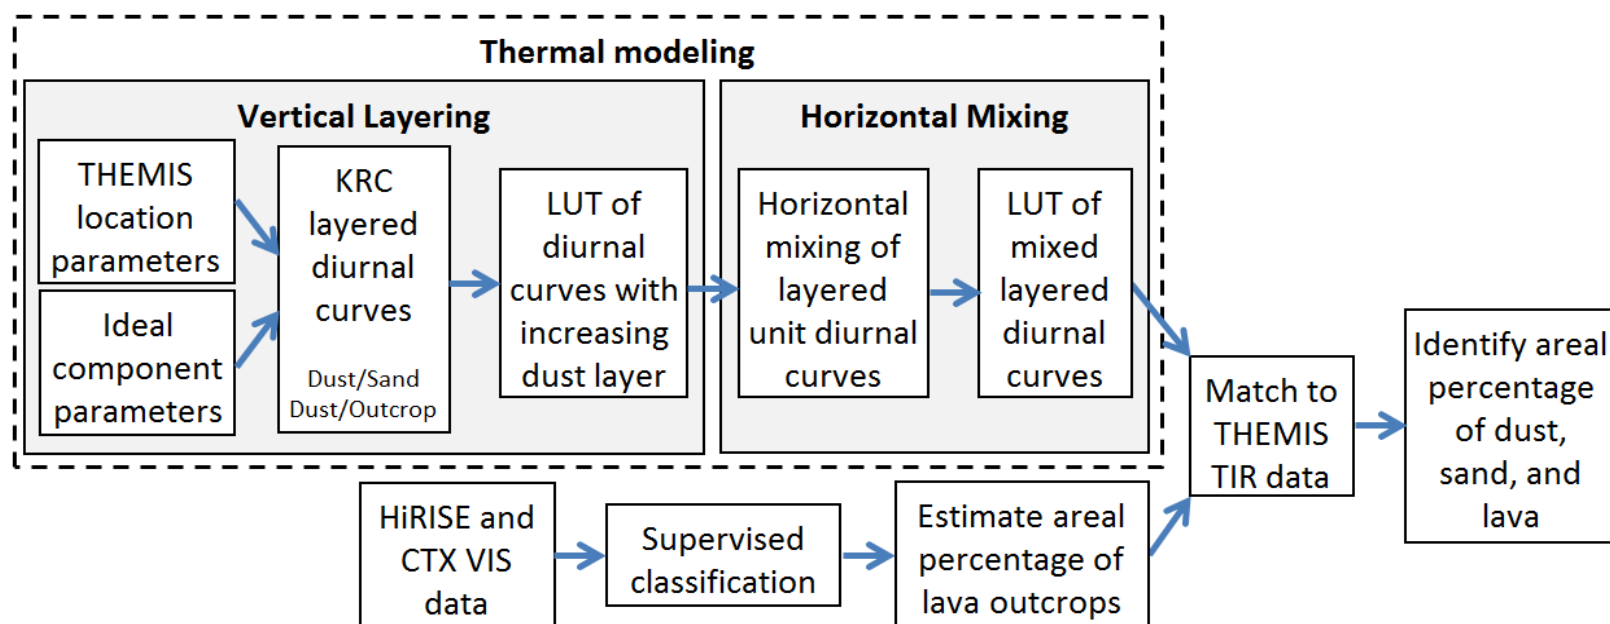 Thermal modeling
Vertical Layering
THEMIS
location
parameters
Ideal
component
parameters
KRC
layered
diurnal
curves
Dust/Sand
Dust/Outcrop
LUT of
diurnal
curves with
increasing
dust layer
Horizontal Mixing
Horizontal
mixing of
layered
unit diurnal
curves
LUT of
mixed
layered
diurnal
curves
HiRISE and
CTX VIS
data
Supervised
classification
Estimate areal
percentage of
lava outcrops
Match to
THEMIS
TIR data
Identify areal
percentage
of dust,
sand, and
lava